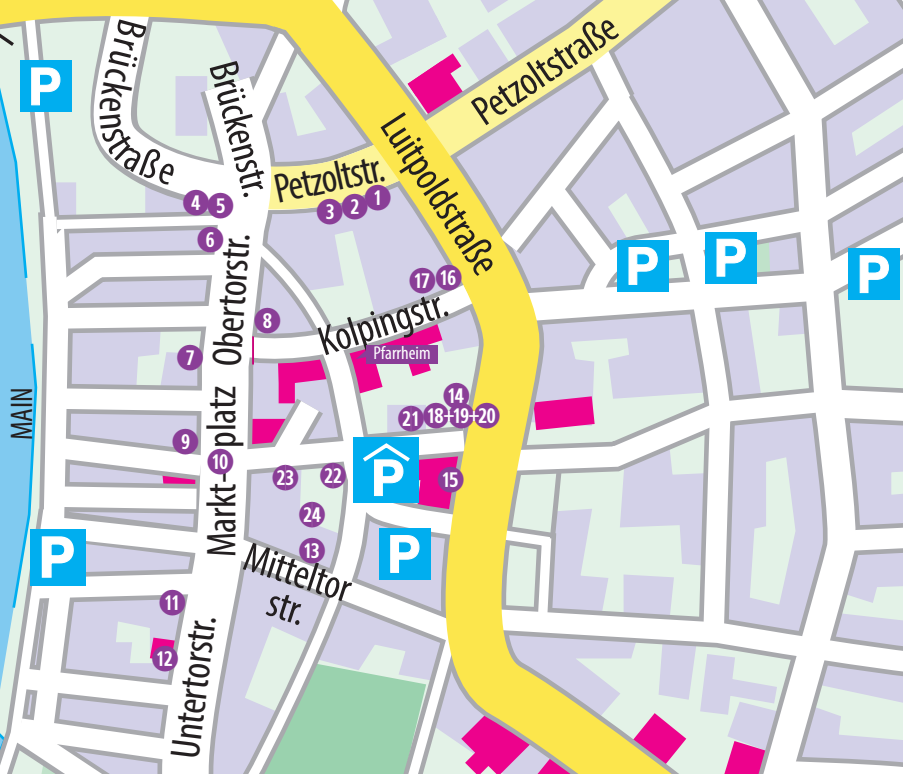 Brückenstraße
Brückenstr.
Petzoltstraße
P
Luitpoldstraße
Petzoltstr.
4
5
3
2
1
6
Obertorstr.
P
P
P
17
16
8
Kolpingstr.
Pfarrheim
7
MAIN
14
21
18+19+20
9
Markt-platz
10
23
22
P
15
24
P
P
13
Mitteltor
str.
11
12
Untertorstr.